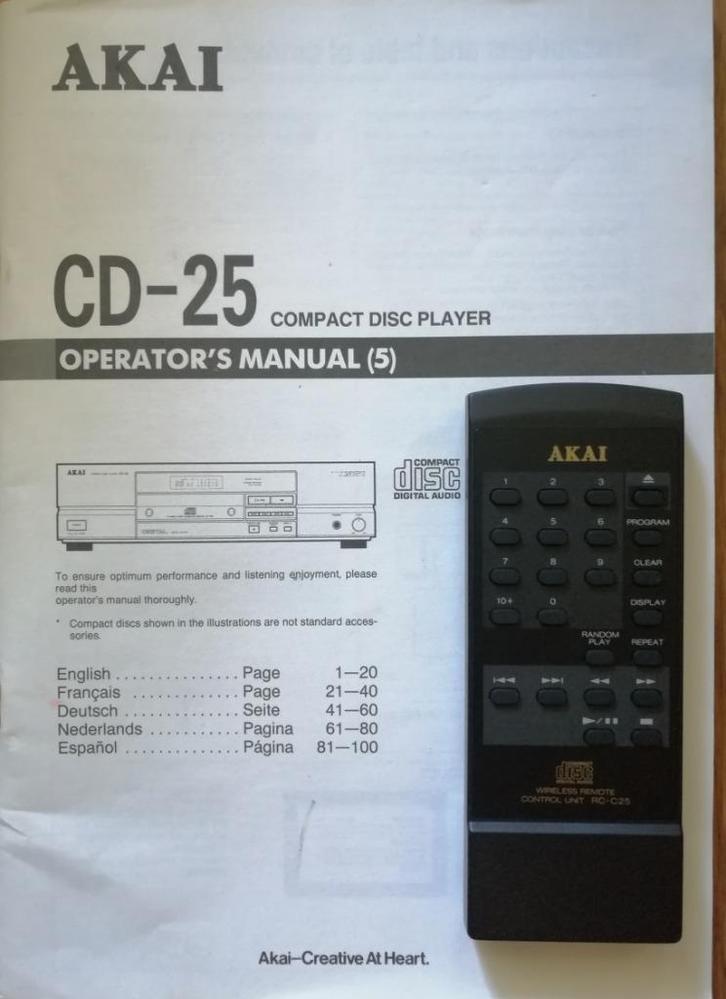 AKAI
CD-25 COMPACT DISC PLAYER
OPERATOR'S MANUAL (5)
AKAI
COMPACT
disc
DIGITAL AUDIO
To ensure optimum performance and listening enjoyment, please
read this
operator's manual thoroughly.
* Compact discs shown in the illustrations are not standard acces-
sories.
English . . . . . . . . . . . . . . Page 1—20
Français . . . . . . . . . . . . Page 21—40
Deutsch . . . . . . . . . . . . . Seite 41—60
Nederlands . . . . . . . . . . Pagina 61—80
Español . . . . . . . . . . . . . Página 81—100
Akai–Creative At Heart.
AKAI
1 2 3
4 5 6 PROGRAM
7 8 9 CLEAR
10+ 0 DISPLAY
RANDOM
PLAY REPEAT
COMPACT
disc
DIGITAL AUDIO
WIRELESS REMOTE
CONTROL UNIT RC-C25